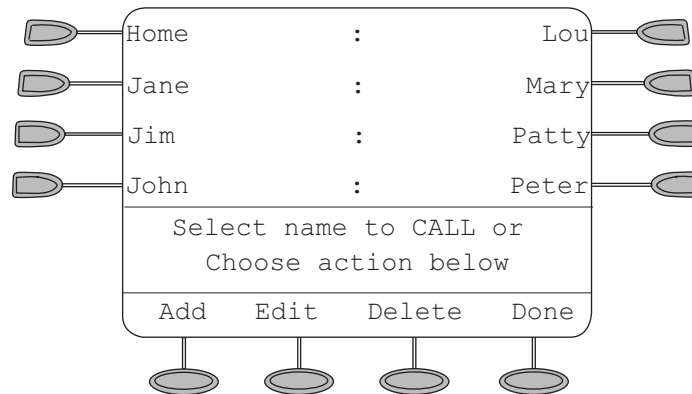 Home : Lou
Jane : Mary
Jim : Patty
John : Peter
Select name to CALL or
Choose action below
Add Edit Delete Done